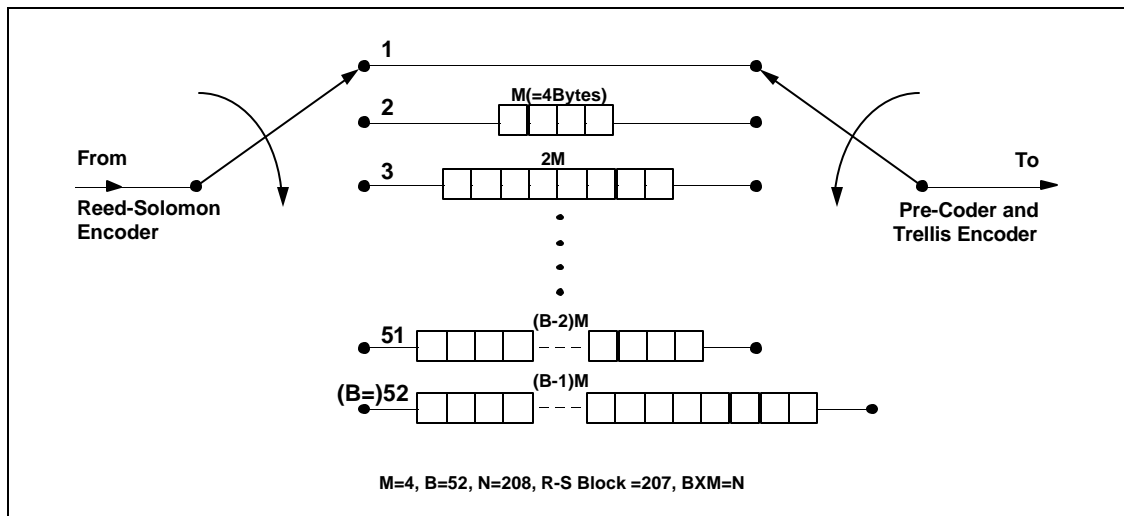 1
M(=4Bytes)
2
From
2M
To
3
Reed-Solomon
Encoder
Pre-Coder and
Trellis Encoder
(B-2)M
51
(B-1)M
(B=)52
M=4, B=52, N=208, R-S Block =207, BXM=N